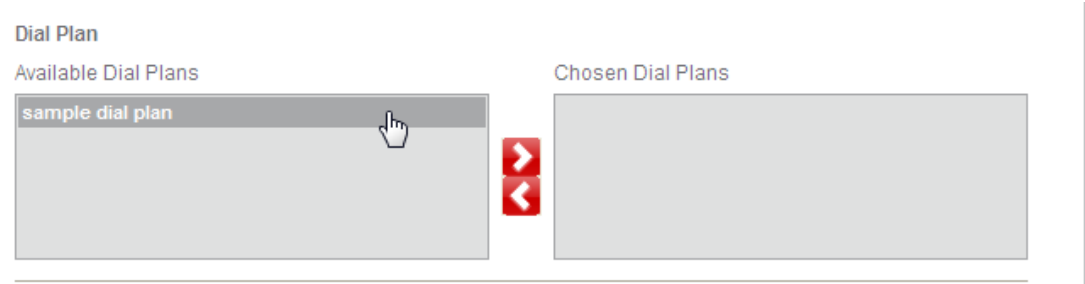 Dial Plan
Available Dial Plans
Chosen Dial Plans
sample dial plan